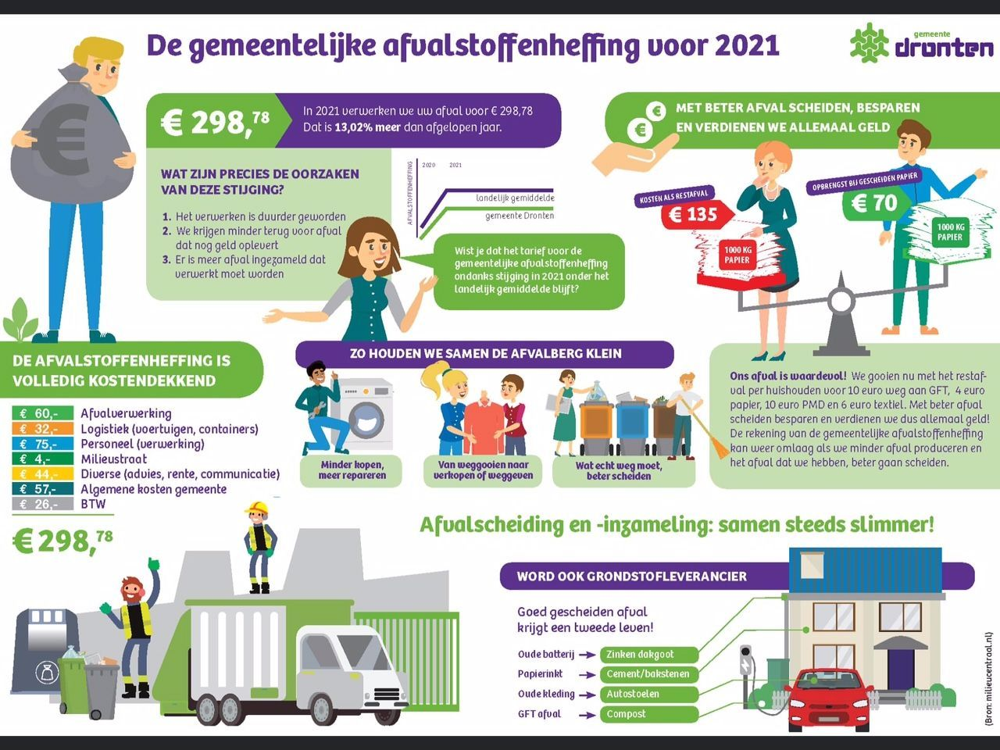 De gemeentelijke afvalstoffenheffing voor 2021
gemeente
dronten
€ 298,78
In 2021 verwerken we uw afval voor € 298,78
Dat is 13,02% meer dan afgelopen jaar.
WAT ZIJN PRECIES DE OORZAKEN
VAN DEZE STIJGING?
1. Het verwerken is duurder geworden
2. We krijgen minder terug voor afval
dat nog geld oplevert
3. Er is meer afval ingezameld dat
verwerkt moet worden
AFVALSTOFFENHEFFING
2020 2021
landelijk gemiddelde
gemeente Dronten
Wist je dat het tarief voor de
gemeentelijke afvalstoffenheffing
ondanks stijging in 2021 onder het
landelijk gemiddelde blijft?
€
€
MET BETER AFVAL SCHEIDEN, BESPAREN
EN VERDIENEN WE ALLEMAAL GELD
KOSTEN ALS RESTAFVAL
€ 135
1000 KG
PAPIER
OPBRENGST BIJ GESCHEIDEN PAPIER
€ 70
1000 KG
PAPIER
€
DE AFVALSTOFFENHEFFING IS
VOLLEDIG KOSTENDEKKEND
€ 60,- Afvalverwerking
€ 32,- Logistiek (voertuigen, containers)
€ 75,- Personeel (verwerking)
€ 4,- Milieustraat
€ 44,- Diverse (advies, rente, communicatie)
€ 57,- Algemene kosten gemeente
€ 26,- BTW
€ 298,78
ZO HOUDEN WE SAMEN DE AFVALBERG KLEIN
Minder kopen,
meer repareren
Van weggooien naar
verkopen of weggeven
Wat echt weg moet,
beter scheiden
Ons afval is waardevol! We gooien nu met het restaf-
val per huishouden voor 10 euro weg aan GFT, 4 euro
papier, 10 euro PMD en 6 euro textiel. Met beter afval
scheiden besparen en verdienen we dus allemaal geld!
De rekening van de gemeentelijke afvalstoffenheffing
kan weer omlaag als we minder afval produceren en
het afval dat we hebben, beter gaan scheiden.
Afvalscheiding en -inzameling: samen steeds slimmer!
WORD OOK GRONDSTOFLEVERANCIER
Goed gescheiden afval
krijgt een tweede leven!
Oude batterij Zinken dakgoot
Papierinkt Cement/bakstenen
Oude kleding Autostoelen
GFT afval Compost
(Bron: milieucentraal.nl)